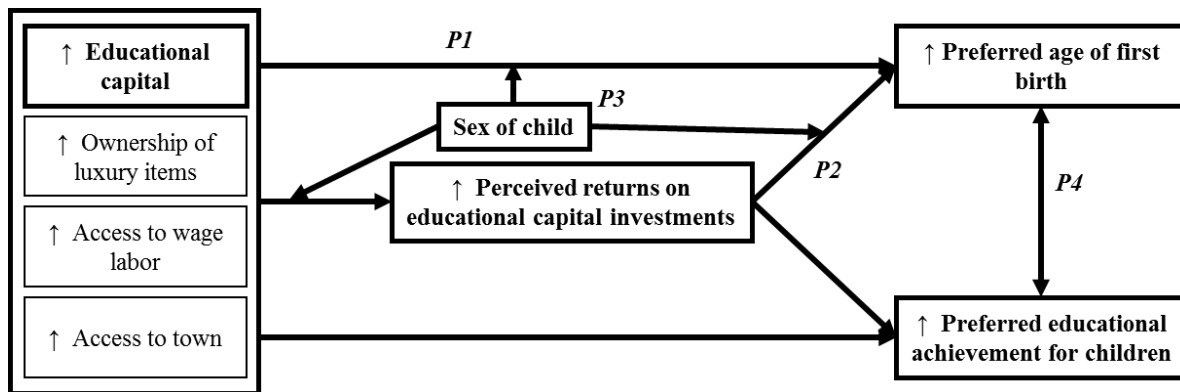 ↑ Educational
capital
↑ Ownership of
luxury items
↑ Access to wage
labor
↑ Access to town
P1
P3
Sex of child
↑ Perceived returns on
educational capital investments
P2
↑ Preferred age of first
birth
P4
↑ Preferred educational
achievement for children